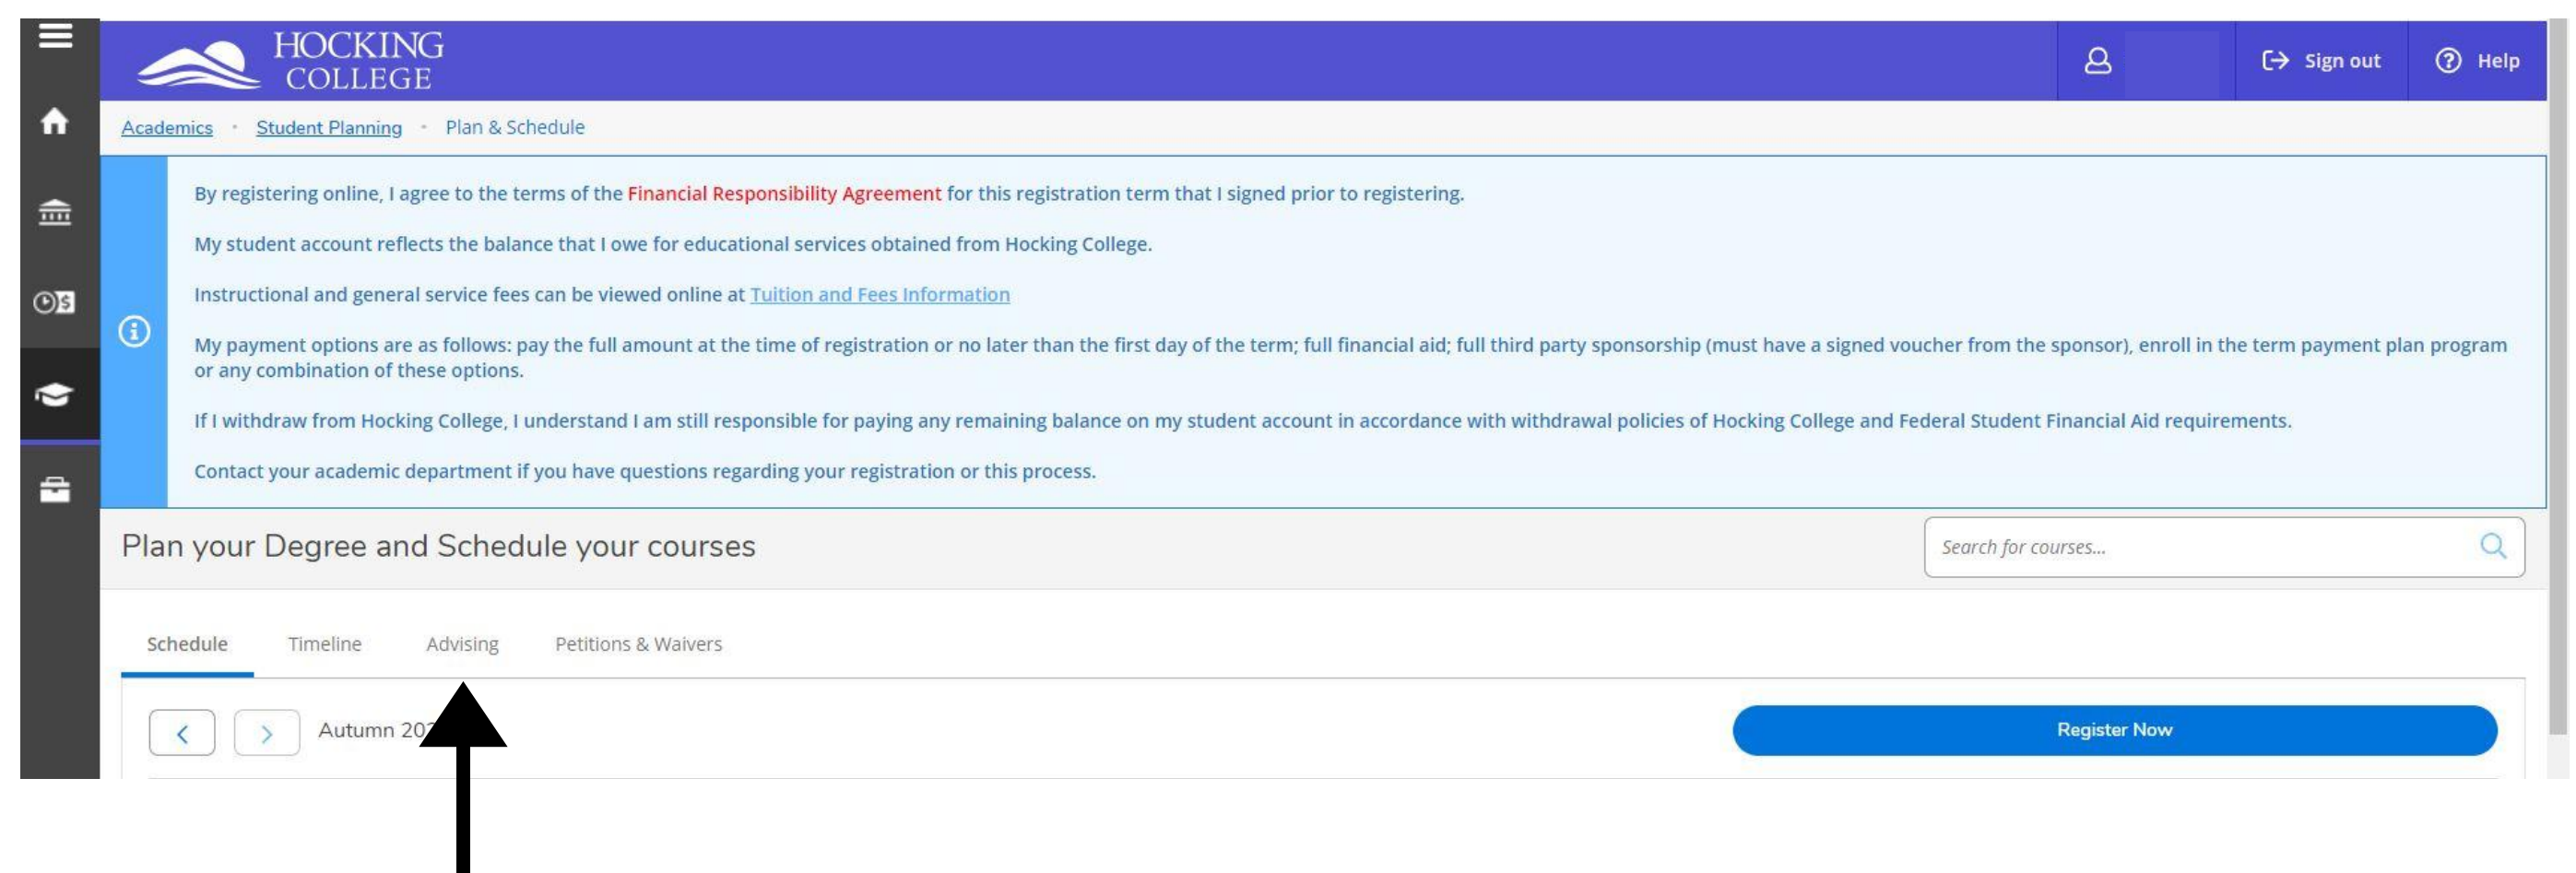 HOCKING
COLLEGE
Sign out
Help
Academics · Student Planning · Plan & Schedule
By registering online, I agree to the terms of the Financial Responsibility Agreement for this registration term that I signed prior to registering.
My student account reflects the balance that I owe for educational services obtained from Hocking College.
Instructional and general service fees can be viewed online at Tuition and Fees Information
My payment options are as follows: pay the full amount at the time of registration or no later than the first day of the term; full financial aid; full third party sponsorship (must have a signed voucher from the sponsor), enroll in the term payment plan program
or any combination of these options.
If I withdraw from Hocking College, I understand I am still responsible for paying any remaining balance on my student account in accordance with withdrawal policies of Hocking College and Federal Student Financial Aid requirements.
Contact your academic department if you have questions regarding your registration or this process.
Plan your Degree and Schedule your courses
Search for courses...
Schedule Timeline Advising Petitions & Waivers
Autumn
Register Now